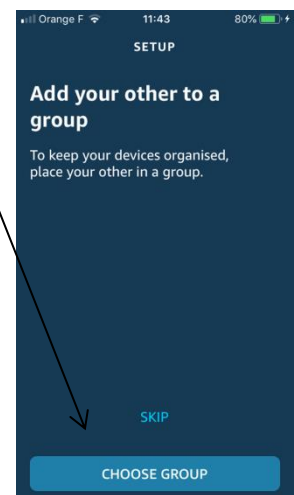 Orange F 11:43 80%
SETUP
Add your other to a
group
To keep your devices organised,
place your other in a group.
SKIP
CHOOSE GROUP